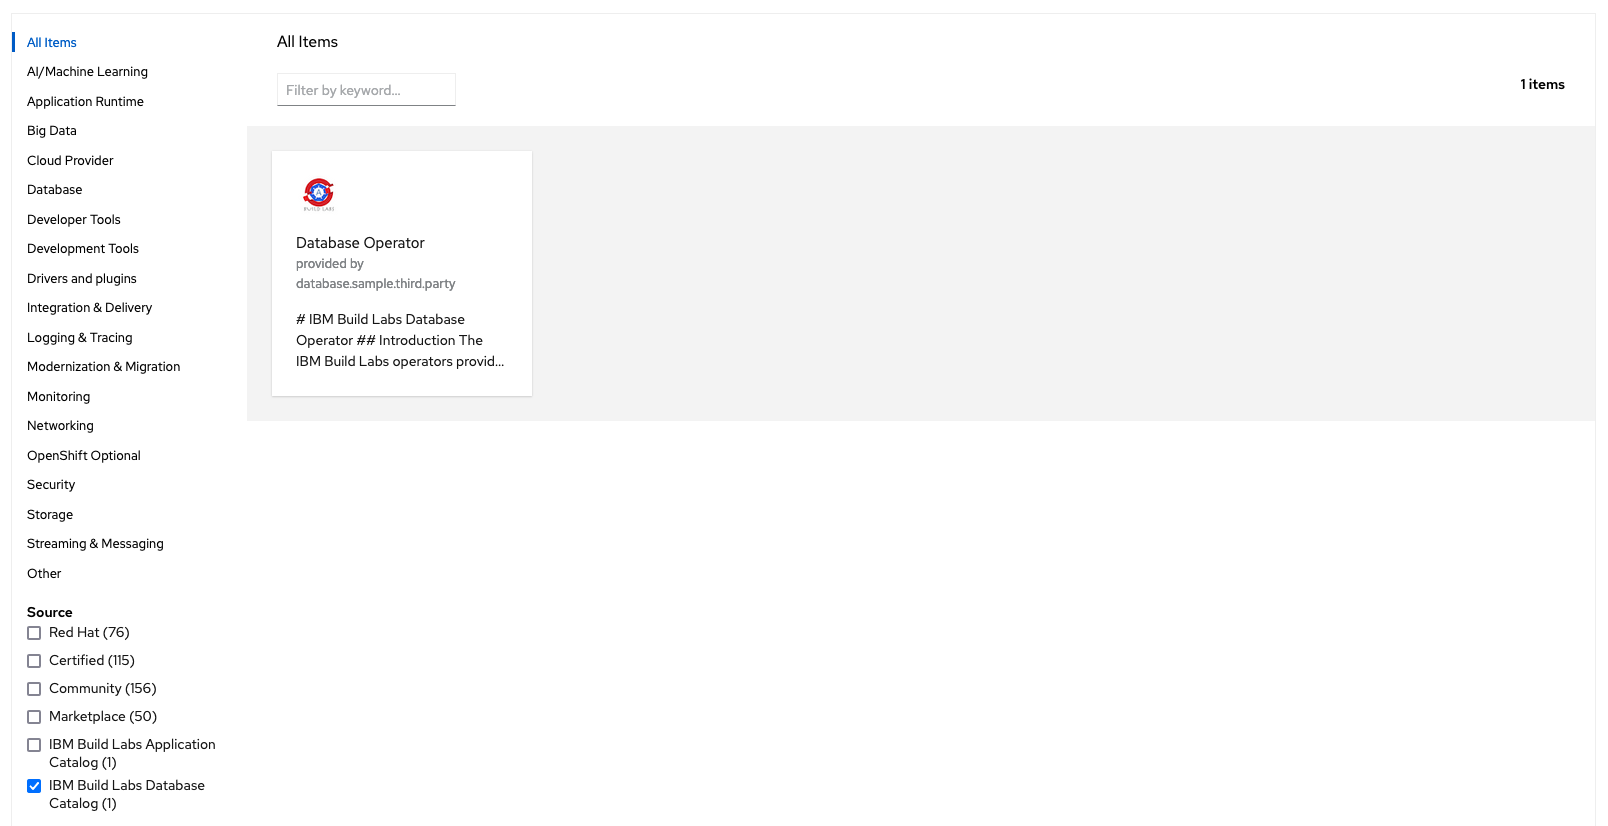 All Items
AI/Machine Learning
Application Runtime
Big Data
Cloud Provider
Database
Developer Tools
Development Tools
Drivers and plugins
Integration & Delivery
Logging & Tracing
Modernization & Migration
Monitoring
Networking
OpenShift Optional
Security
Storage
Streaming & Messaging
Other
Source
Red Hat (76)
Certified (115)
Community (156)
Marketplace (50)
IBM Build Labs Application
Catalog (1)
IBM Build Labs Database
Catalog (1)
All Items
Filter by keyword...
1 items
A
BUILD LABS
Database Operator
provided by
database.sample.third.party
# IBM Build Labs Database
Operator ## Introduction The
IBM Build Labs operators provid...